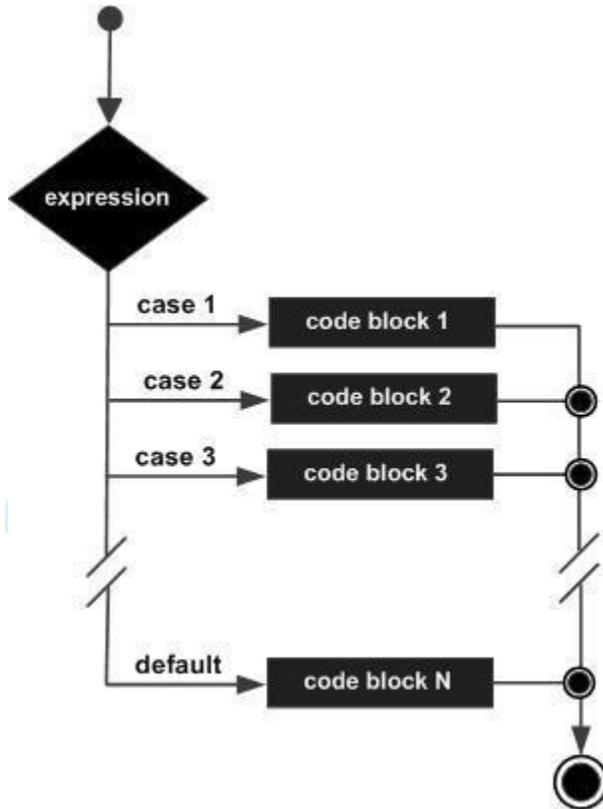 expression
case 1
code block 1
case 2
code block 2
case 3
code block 3
default
code block N